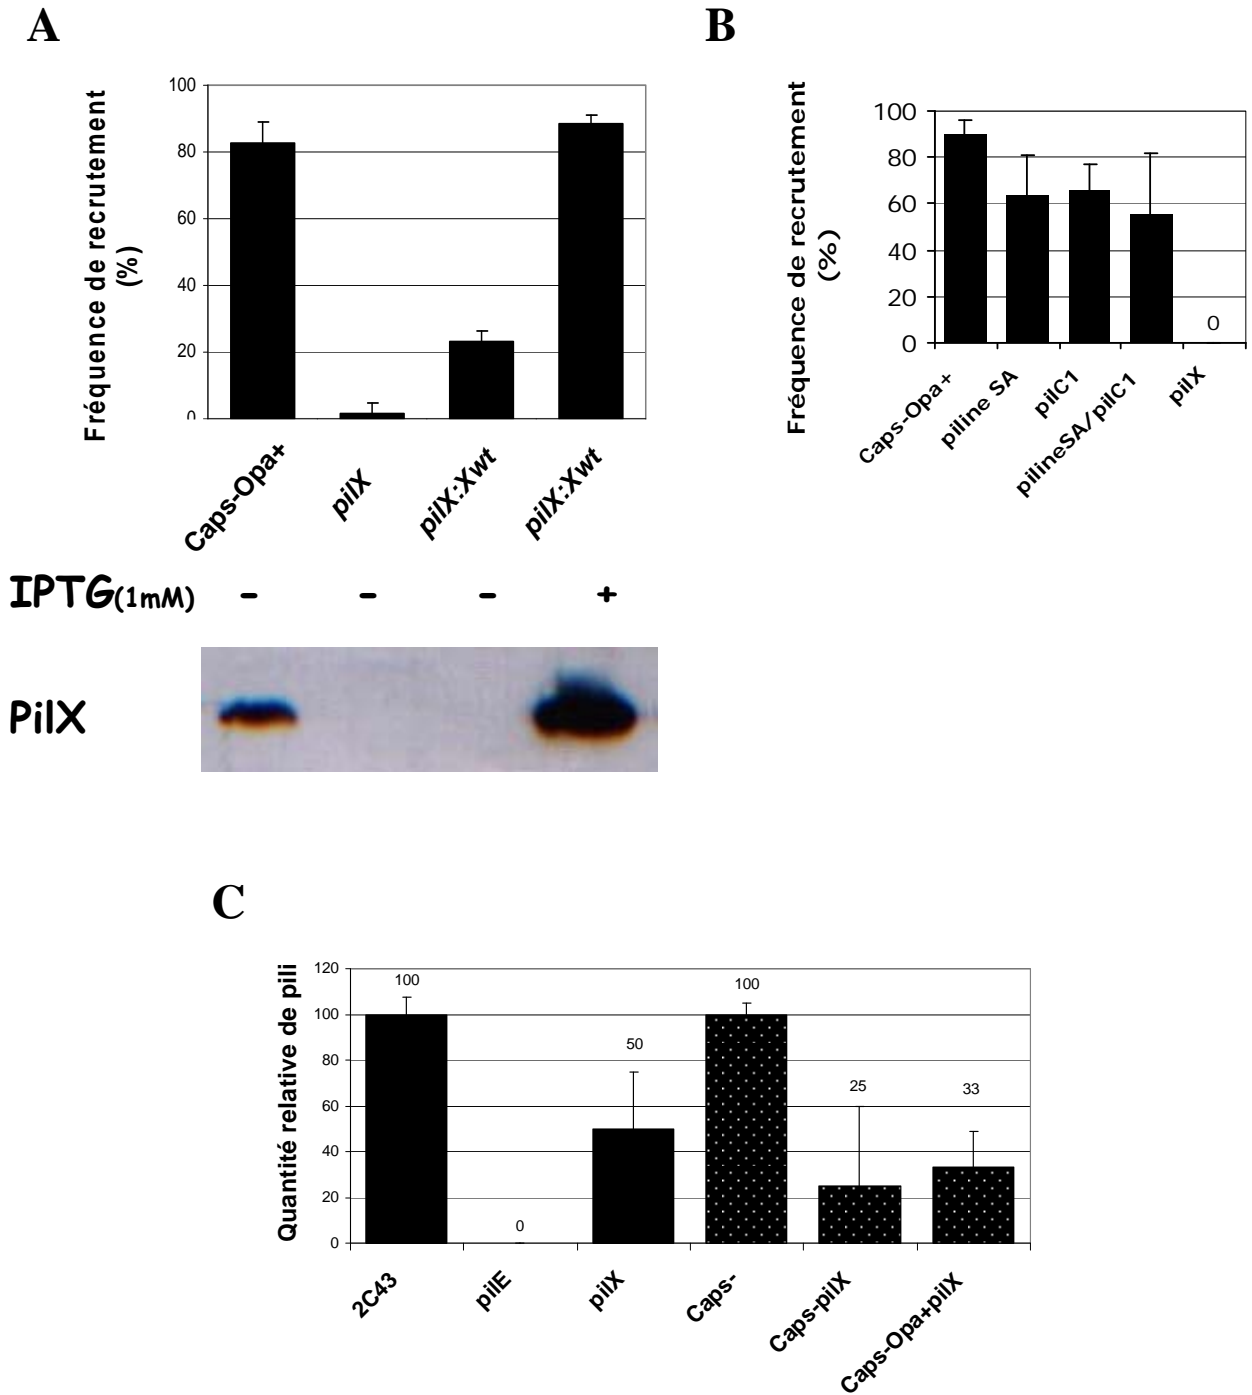 A
Fréquence de recrutement
(%)
100
80
60
40
20
0
Caps-Opa+
pilX
pilX:Xwt
pilX:Xwt
IPTG(1mM)
-
-
-
+
PilX
B
Fréquence de recrutement
(%)
100
80
60
40
20
0
0
Caps-Opa+
piline SA
pilC1
pilineSA/pilC1
pilX
C
Quantité relative de pili
120
100
80
60
40
20
0
100
0
50
100
25
33
2C43
pilE
pilX
Caps-
Caps-pilX
Caps-Opa+pilX